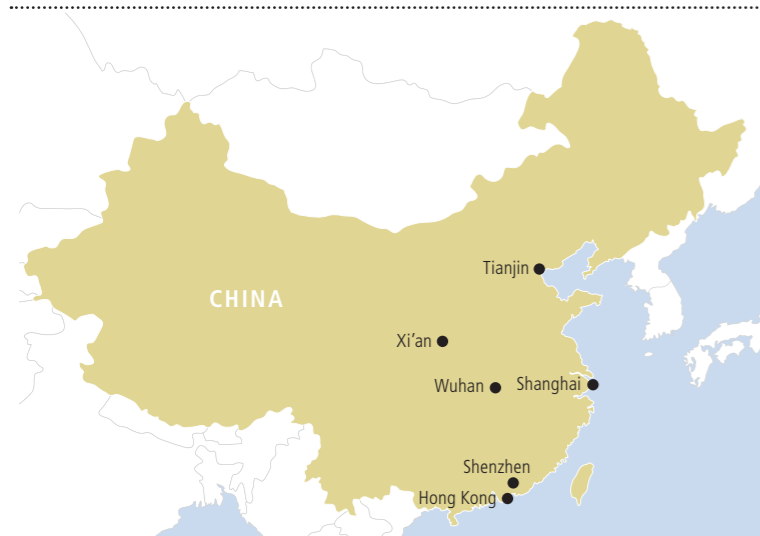 Tianjin
CHINA
Xi’an
Wuhan
Shanghai
Shenzhen
Hong Kong